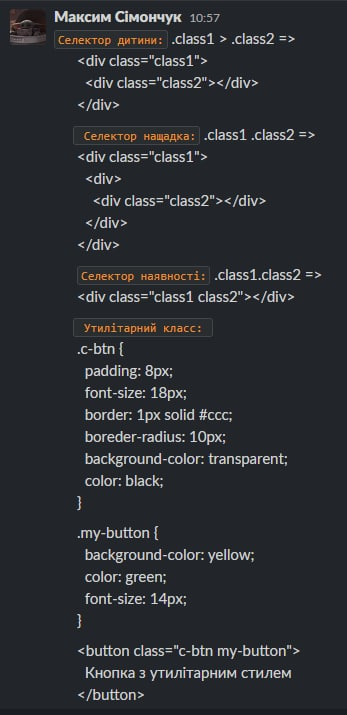 Максим Сімончук 10:57
Селектор дитини: .class1 > .class2 =>
<div class="class1">
<div class="class2"></div>
</div>
Селектор нащадка: .class1 .class2 =>
<div class="class1">
<div>
<div class="class2"></div>
</div>
</div>
Селектор наявності: .class1.class2 =>
<div class="class1 class2"></div>
Утилітарний класс:
.c-btn {
padding: 8px;
font-size: 18px;
border: 1px solid #ccc;
boreder-radius: 10px;
background-color: transparent;
color: black;
}
.my-button {
background-color: yellow;
color: green;
font-size: 14px;
}
<button class="c-btn my-button">
Кнопка з утилітарним стилем
</button>